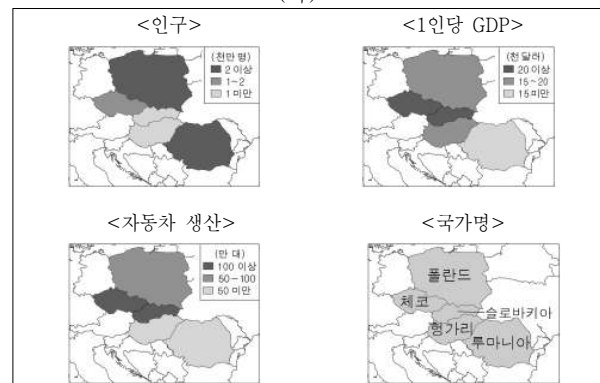 <인구>
<1인당 GDP>
(천만 명)
2 이상
1~2
1 미만
(천 달러)
20 이상
15~20
15 미만
<자동차 생산>
<국가명>
(만 대)
100 이상
50~100
50 미만
폴란드
체코
슬로바키아
헝가리
루마니아